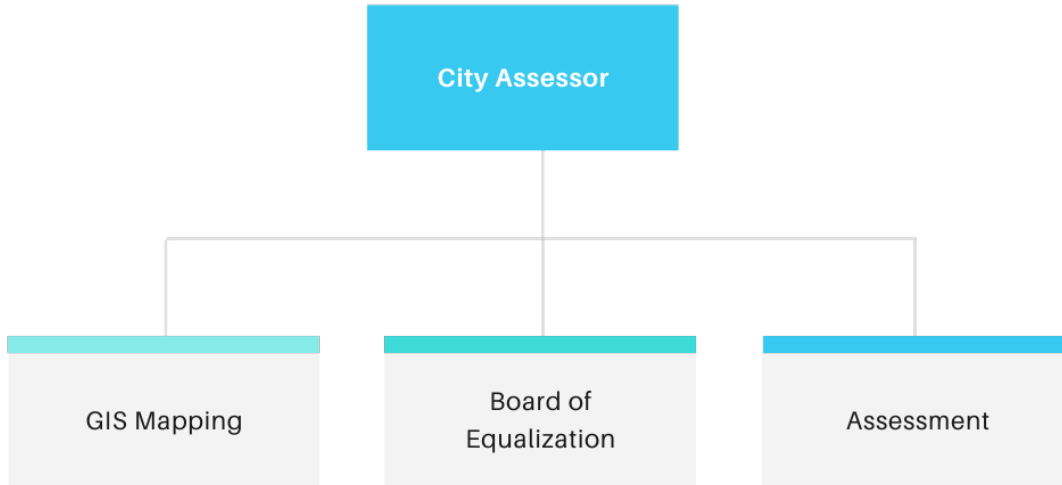 City Assessor
GIS Mapping
Board of
Equalization
Assessment